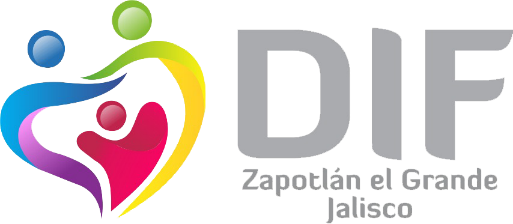 DIF
Zapotlán el Grande
Jalisco